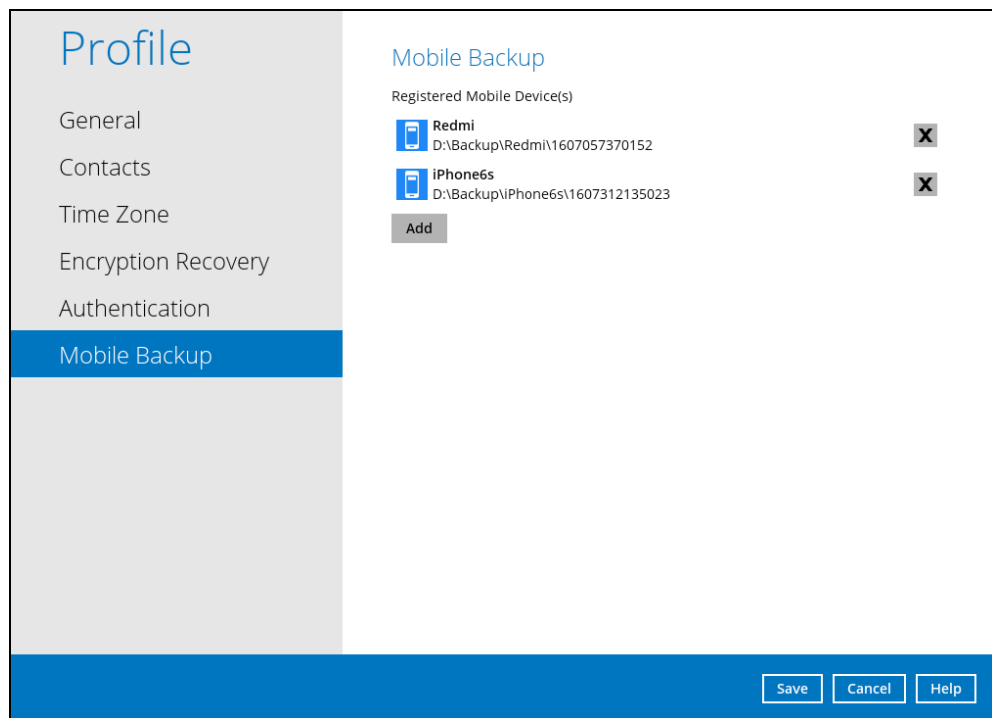 Profile
General
Contacts
Time Zone
Encryption Recovery
Authentication
Mobile Backup
Mobile Backup
Registered Mobile Device(s)
Redmi
D:\Backup\Redmi\1607057370152
X
iPhone6s
D:\Backup\iPhone6s\1607312135023
X
Add
Save Cancel Help